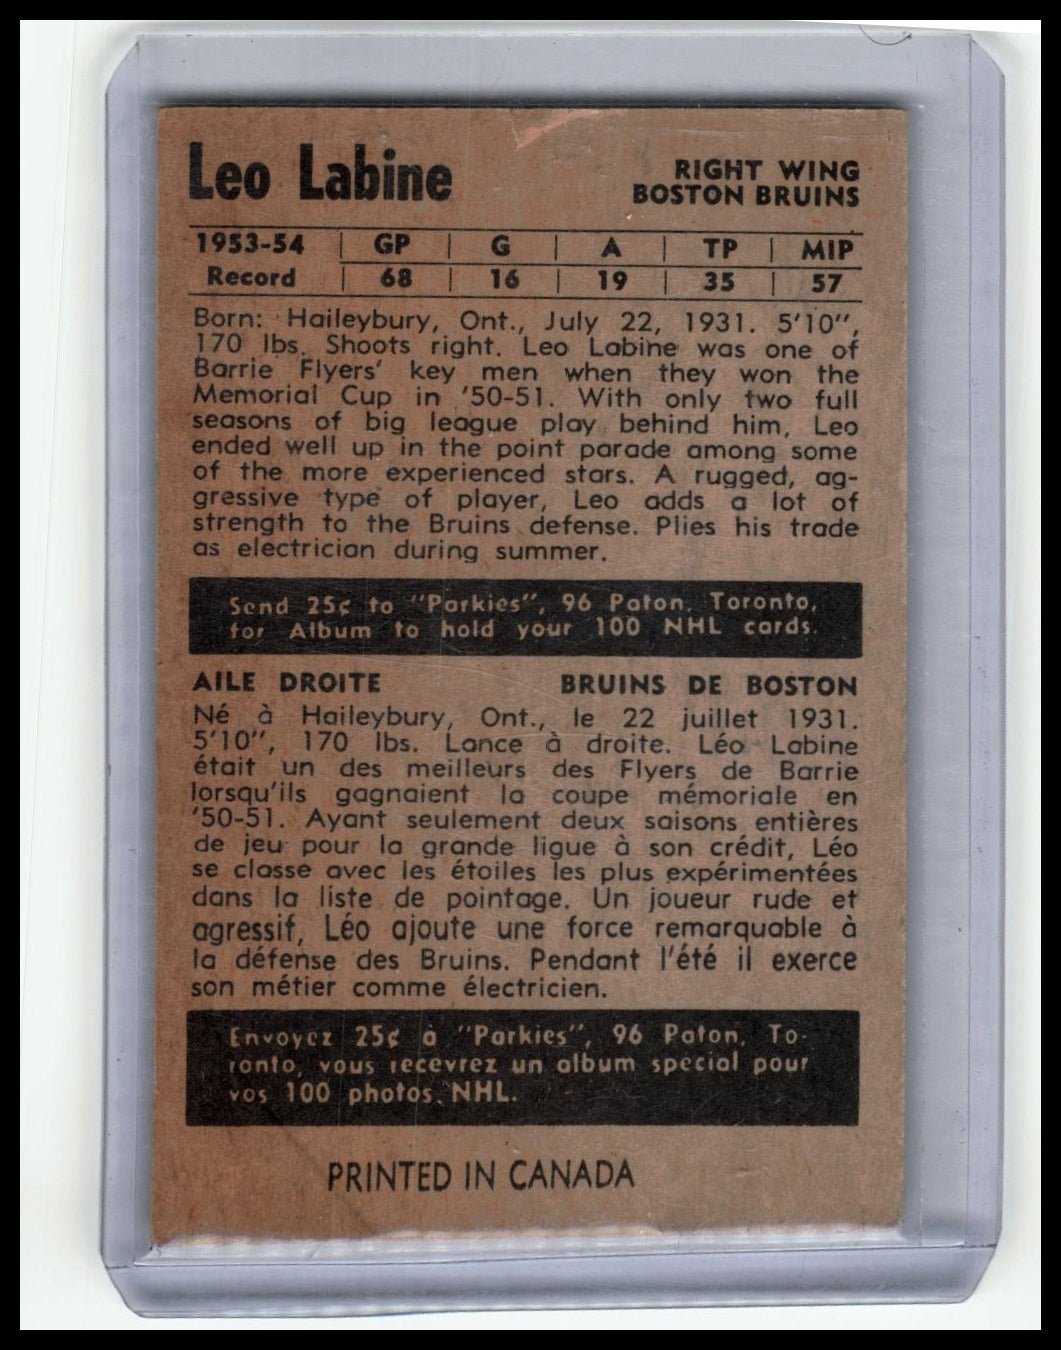 Leo Labine
RIGHT WING
BOSTON BRUINS
1953-54 | GP | G | A | TP | MIP
Record | 68 | 16 | 19 | 35 | 57
Born: Haileybury, Ont., July 22, 1931. 5'10",
170 lbs. Shoots right. Leo Labine was one of
Barrie Flyers' key men when they won the
Memorial Cup in '50-51. With only two full
seasons of big league play behind him, Leo
ended well up in the point parade among some
of the more experienced stars. A rugged, ag-
gressive type of player, Leo adds a lot of
strength to the Bruins defense. Plies his trade
as electrician during summer.
Send 25¢ to "Parkies", 96 Paton, Toronto,
for Album to hold your 100 NHL cards.
AILE DROITE BRUINS DE BOSTON
Né à Haileybury, Ont., le 22 juillet 1931.
5'10", 170 lbs. Lance à droite. Léo Labine
était un des meilleurs des Flyers de Barrie
lorsqu'ils gagnaient la coupe mémoriale en
'50-51. Ayant seulement deux saisons entières
de jeu pour la grande ligue à son crédit, Léo
se classe avec les étoiles les plus expérimentées
dans la liste de pointage. Un joueur rude et
agressif, Léo ajoute une force remarquable à
la défense des Bruins. Pendant l'été il exerce
son métier comme électricien.
Envoyez 25¢ à "Parkies", 96 Paton, To-
ronto, vous recevrez un album special pour
vos 100 photos NHL.
PRINTED IN CANADA